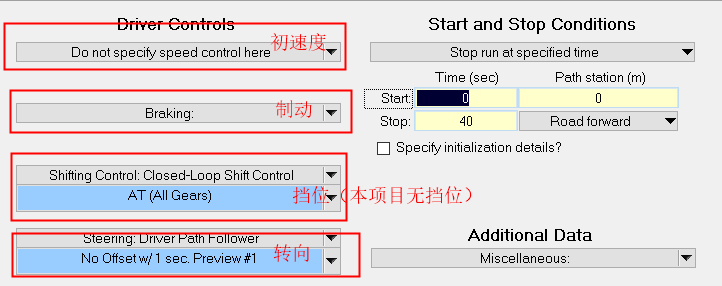 Driver Controls
Do not specify speed control here
初速度
Braking:
制动
Shifting Control: Closed-Loop Shift Control
AT (All Gears)
挡位（本项目无挡位）
Steering: Driver Path Follower
No Offset w/ 1 sec. Preview #1
转向
Start and Stop Conditions
Stop run at specified time
Time (sec) Path station (m)
Start: 0 0
Stop: 40 Road forward
Specify initialization details?
Additional Data
Miscellaneous: